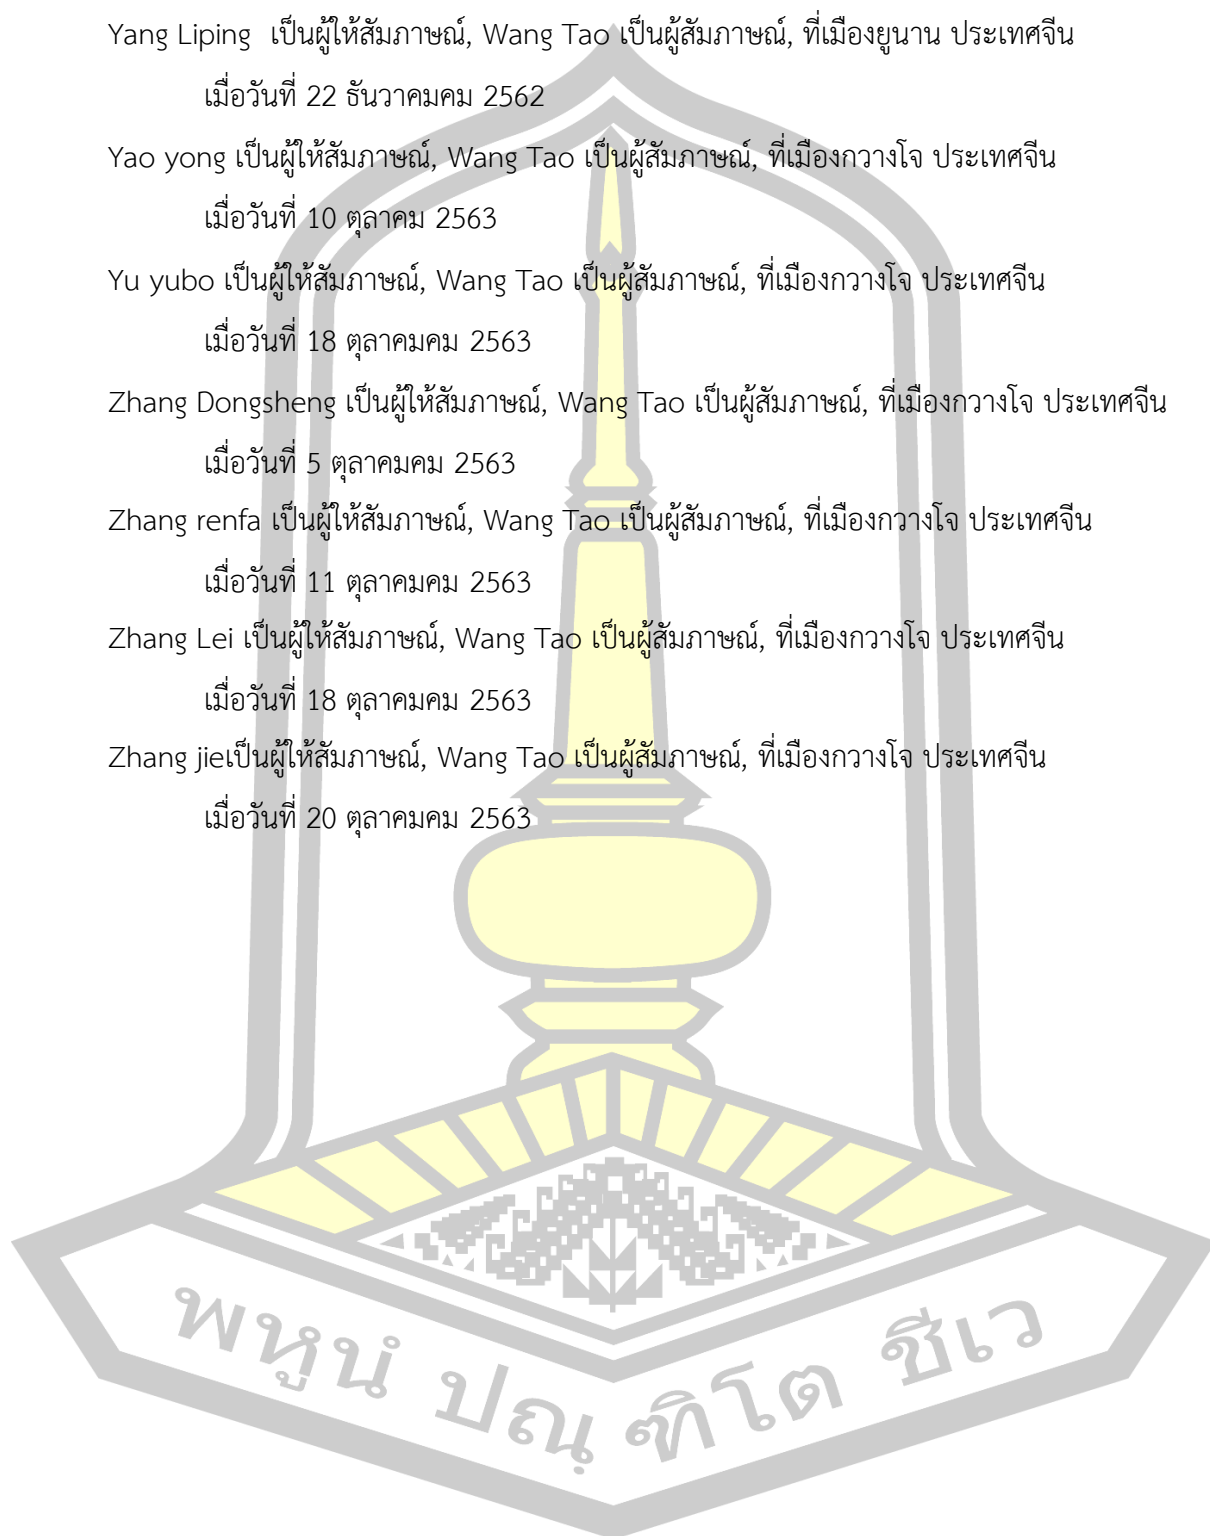 Yang Liping  เป็นผู้ให้สัมภาษณ์, Wang Tao เป็นผู้สัมภาษณ์, ที่เมืองยูนาน ประเทศจีน
เมื่อวันที่ 22 ธันวาคมคม 2562
Yao yong เป็นผู้ให้สัมภาษณ์, Wang Tao เป็นผู้สัมภาษณ์, ที่เมืองกวางโจ ประเทศจีน
เมื่อวันที่ 10 ตุลาคม 2563
Yu yubo เป็นผู้ให้สัมภาษณ์, Wang Tao เป็นผู้สัมภาษณ์, ที่เมืองกวางโจ ประเทศจีน
เมื่อวันที่ 18 ตุลาคมคม 2563
Zhang Dongsheng เป็นผู้ให้สัมภาษณ์, Wang Tao เป็นผู้สัมภาษณ์, ที่เมืองกวางโจ ประเทศจีน
เมื่อวันที่ 5 ตุลาคมคม 2563
Zhang renfa เป็นผู้ให้สัมภาษณ์, Wang Tao เป็นผู้สัมภาษณ์, ที่เมืองกวางโจ ประเทศจีน
เมื่อวันที่ 11 ตุลาคมคม 2563
Zhang Lei เป็นผู้ให้สัมภาษณ์, Wang Tao เป็นผู้สัมภาษณ์, ที่เมืองกวางโจ ประเทศจีน
เมื่อวันที่ 18 ตุลาคมคม 2563
Zhang jieเป็นผู้ให้สัมภาษณ์, Wang Tao เป็นผู้สัมภาษณ์, ที่เมืองกวางโจ ประเทศจีน
เมื่อวันที่ 20 ตุลาคมคม 2563
พหูนํ ปณฺฑิโต ชีเว